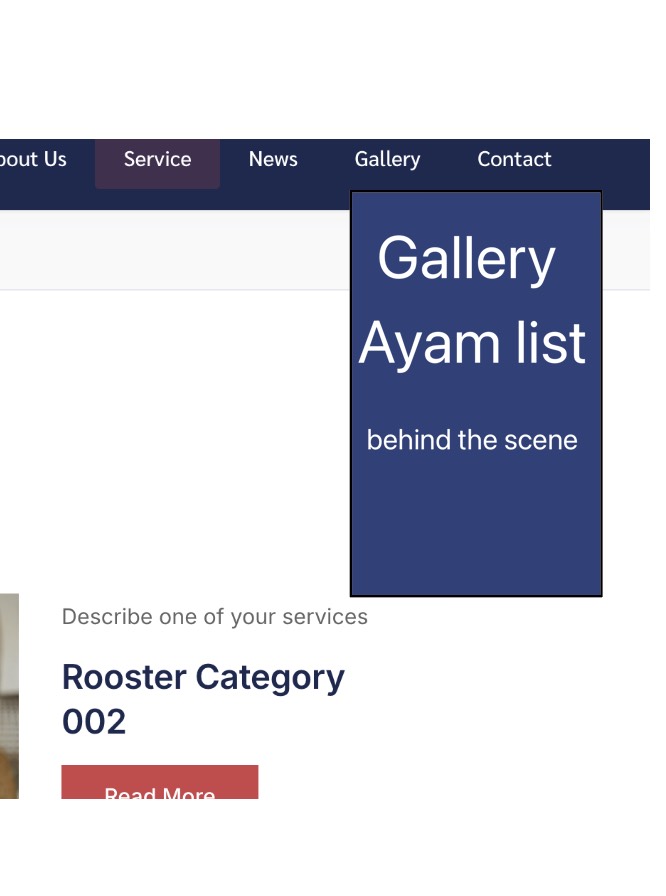 bout Us Service News Gallery Contact
Gallery
Ayam list
behind the scene
Describe one of your services
Rooster Category
002
Read More